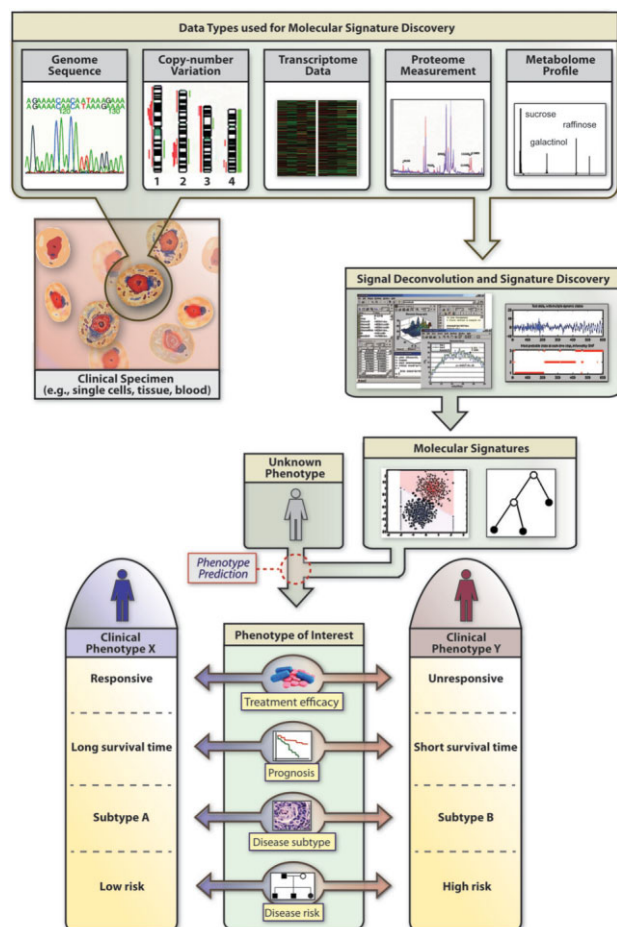 Data Types used for Molecular Signature Discovery
Genome
Sequence
Copy-number
Variation
Transcriptome
Data
Proteome
Measurement
Metabolome
Profile
AGAAAACAACAATAAAGAAA
120
130
1
2
3
4
sucrose
raffinose
galactinol
Clinical Specimen
(e.g., single cells, tissue, blood)
Signal Deconvolution and Signature Discovery
Unknown
Phenotype
Molecular Signatures
Phenotype
Prediction
Clinical
Phenotype X
Phenotype of Interest
Clinical
Phenotype Y
Responsive
Treatment efficacy
Unresponsive
Long survival time
Prognosis
Short survival time
Subtype A
Disease subtype
Subtype B
Low risk
Disease risk
High risk